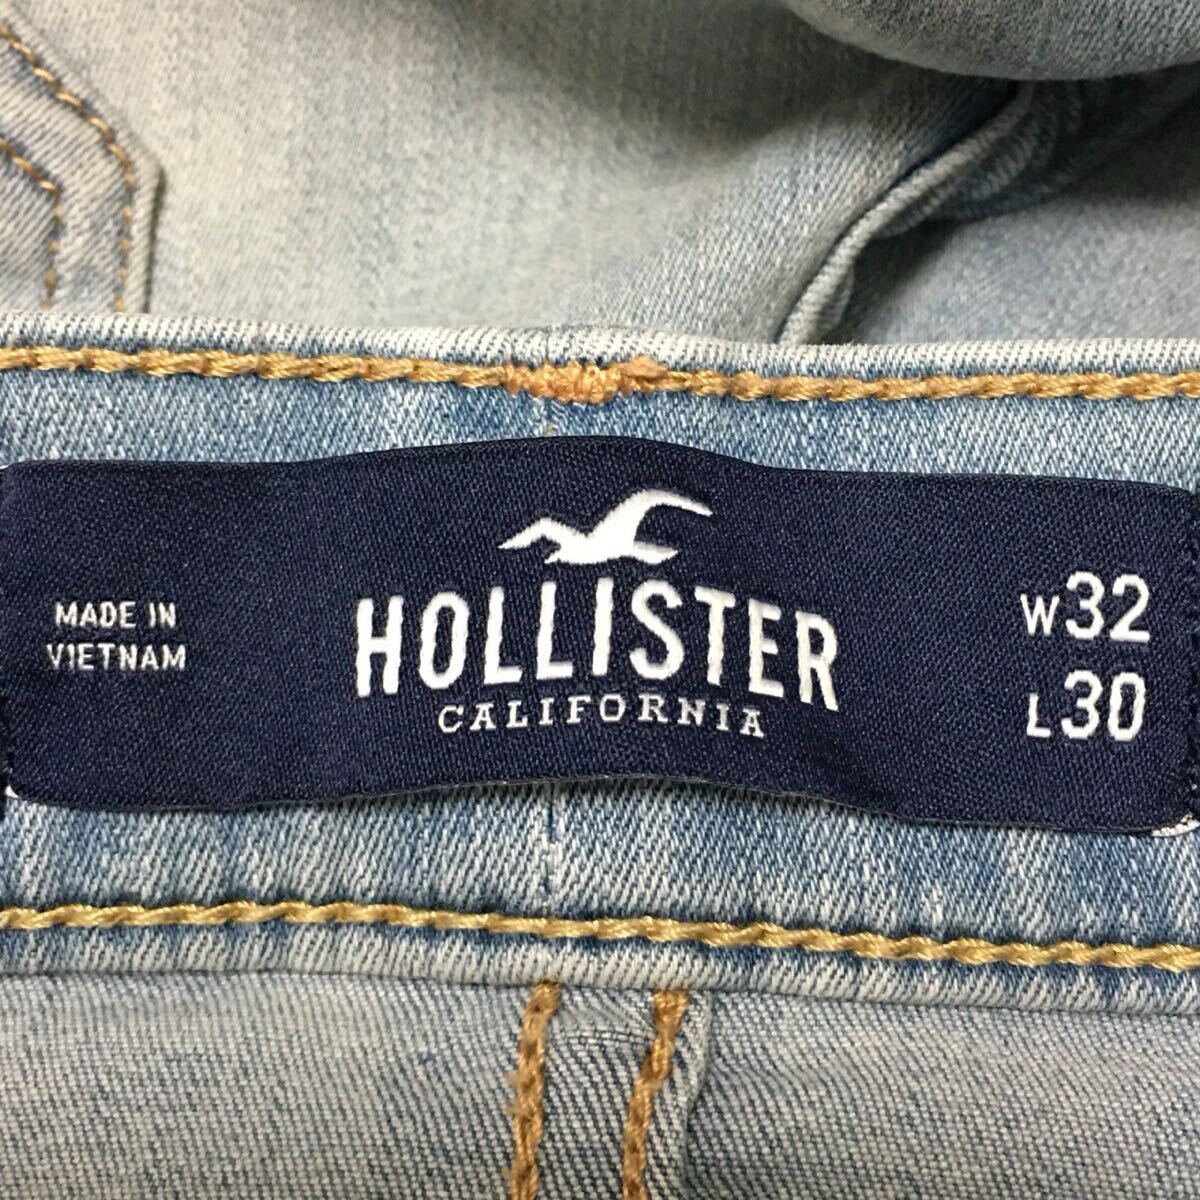 MADE IN
VIETNAM
HOLLISTER
CALIFORNIA
W32
L30